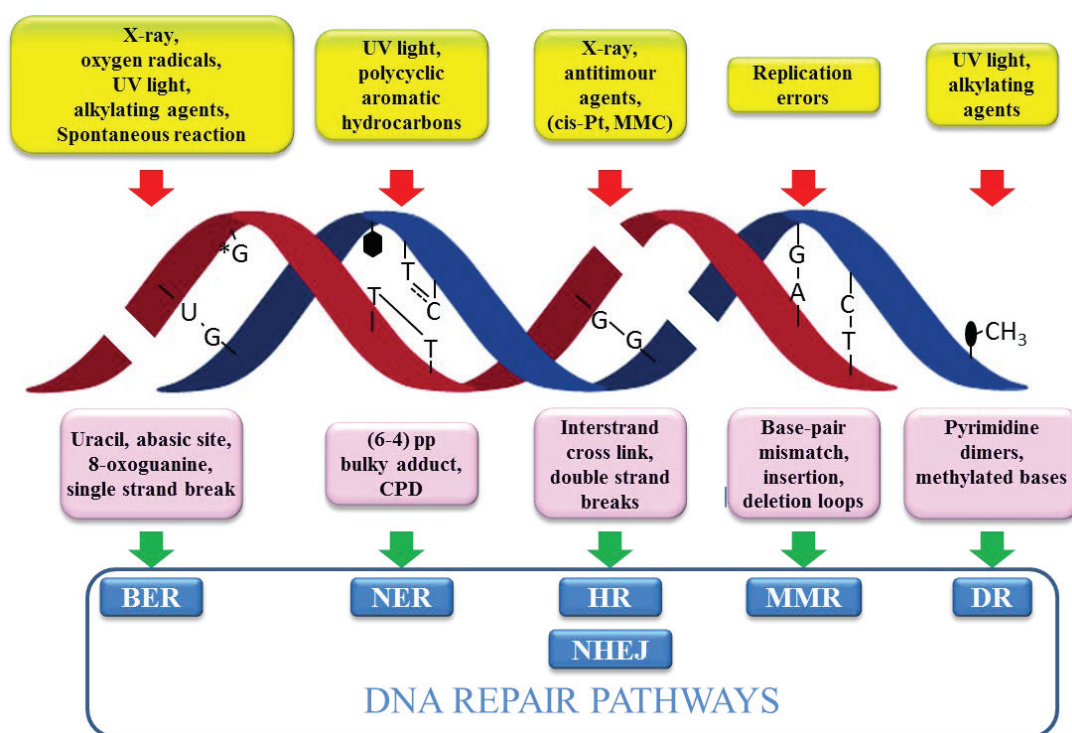 X-ray,
oxygen radicals,
UV light,
alkylating agents,
Spontaneous reaction
UV light,
polycyclic
aromatic
hydrocarbons
X-ray,
antitimour
agents,
(cis-Pt, MMC)
Replication
errors
UV light,
alkylating
agents
*G
U
G
T
C
T
T
G
G
G
A
C
T
CH₃
Uracil, abasic site,
8-oxoguanine,
single strand break
(6-4) pp
bulky adduct,
CPD
Interstrand
cross link,
double strand
breaks
Base-pair
mismatch,
insertion,
deletion loops
Pyrimidine
dimers,
methylated bases
BER
NER
HR
MMR
DR
NHEJ
DNA REPAIR PATHWAYS